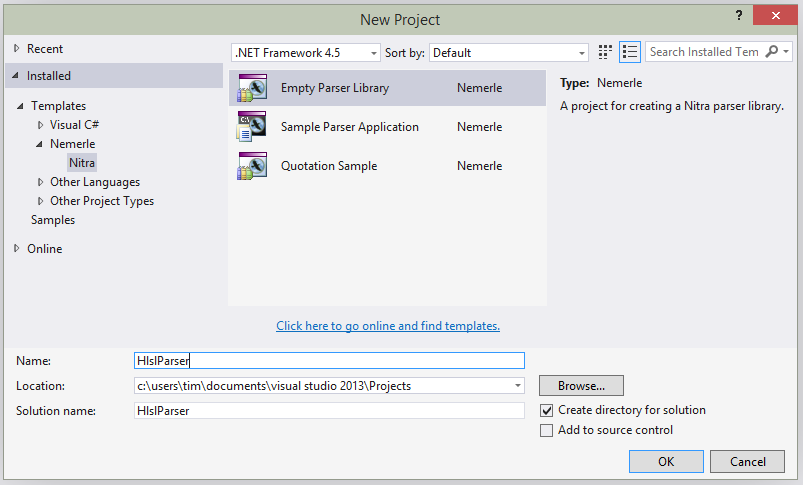 New Project
?
Recent
.NET Framework 4.5
Sort by:
Default
Search Installed Tem
Installed
Templates
Visual C#
Nemerle
Nitra
Other Languages
Other Project Types
Samples
Online
Empty Parser Library Nemerle
Sample Parser Application Nemerle
Quotation Sample Nemerle
Type: Nemerle
A project for creating a Nitra parser library.
Click here to go online and find templates.
Name: HlslParser
Location: c:\users\tim\documents\visual studio 2013\Projects
Browse...
Solution name: HlslParser
Create directory for solution
Add to source control
OK
Cancel